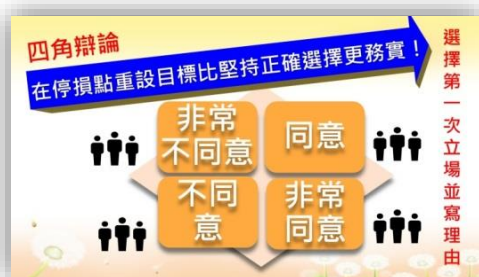 四角辯論
在停損點重設目標比堅持正確選擇更務實！
非常
不同意
同意
不同
意
非常
同意
選擇第一次立場並寫理由